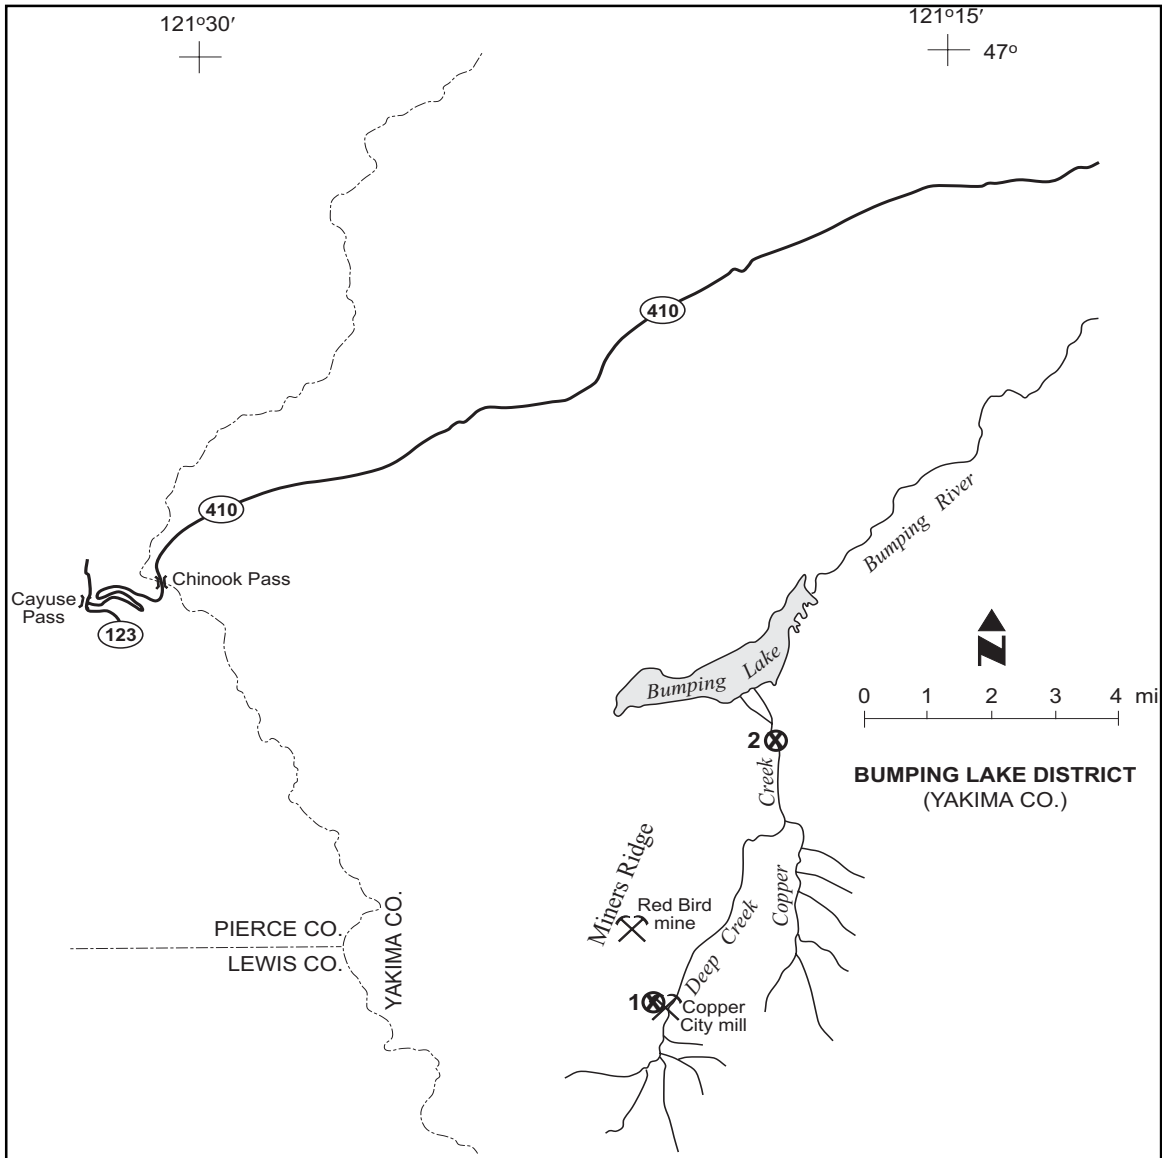 121°30′
121°15′
47°
410
410
Chinook Pass
Cayuse
Pass
123
Bumping River
Bumping Lake
N
0 1 2 3 4 mi
2
BUMPING LAKE DISTRICT
(YAKIMA CO.)
Creek
Miners Ridge
Copper
Red Bird
mine
Deep Creek
PIERCE CO.
LEWIS CO.
YAKIMA CO.
1
Copper
City mill